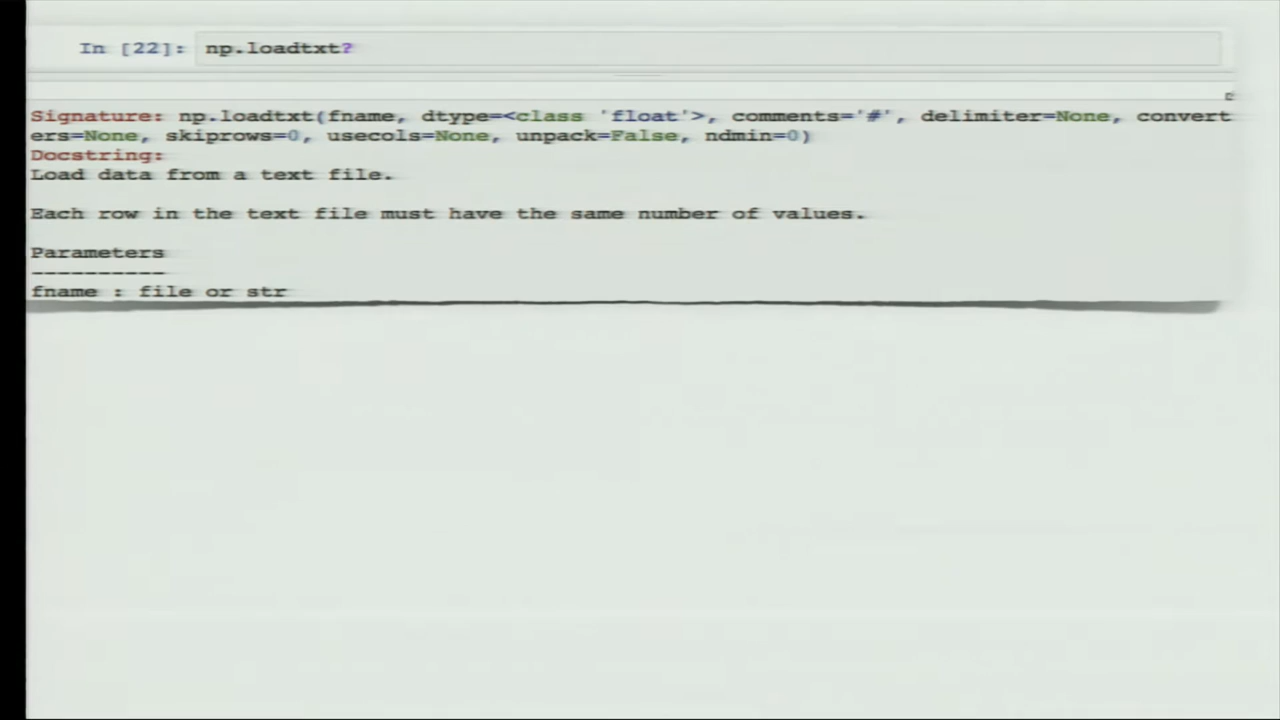 In [22]: np.loadtxt?
Signature: np.loadtxt(fname, dtype=<class 'float'>, comments='#', delimiter=None, convert
ers=None, skiprows=0, usecols=None, unpack=False, ndmin=0)
Docstring:
Load data from a text file.
Each row in the text file must have the same number of values.
Parameters
----------
fname : file or str